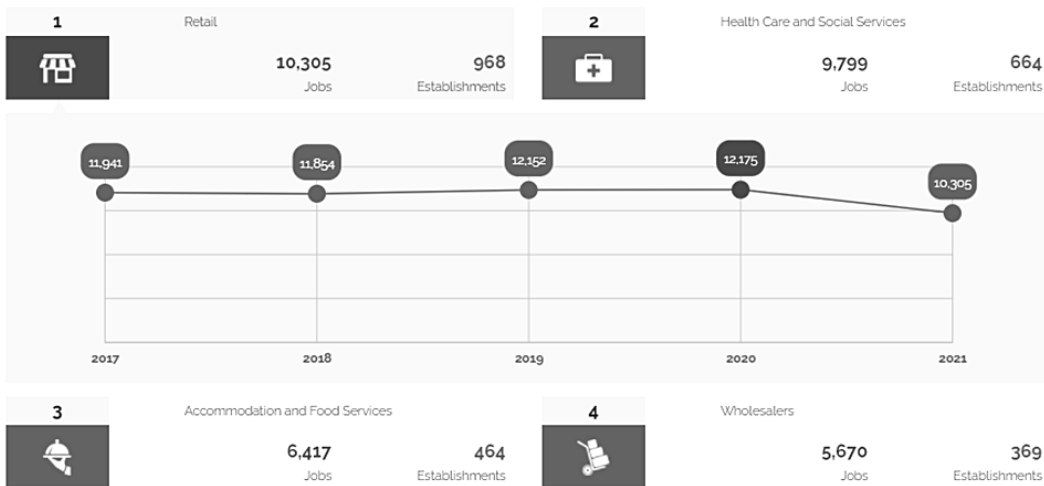 1 Retail
10,305 968
Jobs Establishments
2 Health Care and Social Services
9,799 664
Jobs Establishments
11,941 11,854 12,152 12,175 10,305
2017 2018 2019 2020 2021
3 Accommodation and Food Services
6,417 464
Jobs Establishments
4 Wholesalers
5,670 369
Jobs Establishments